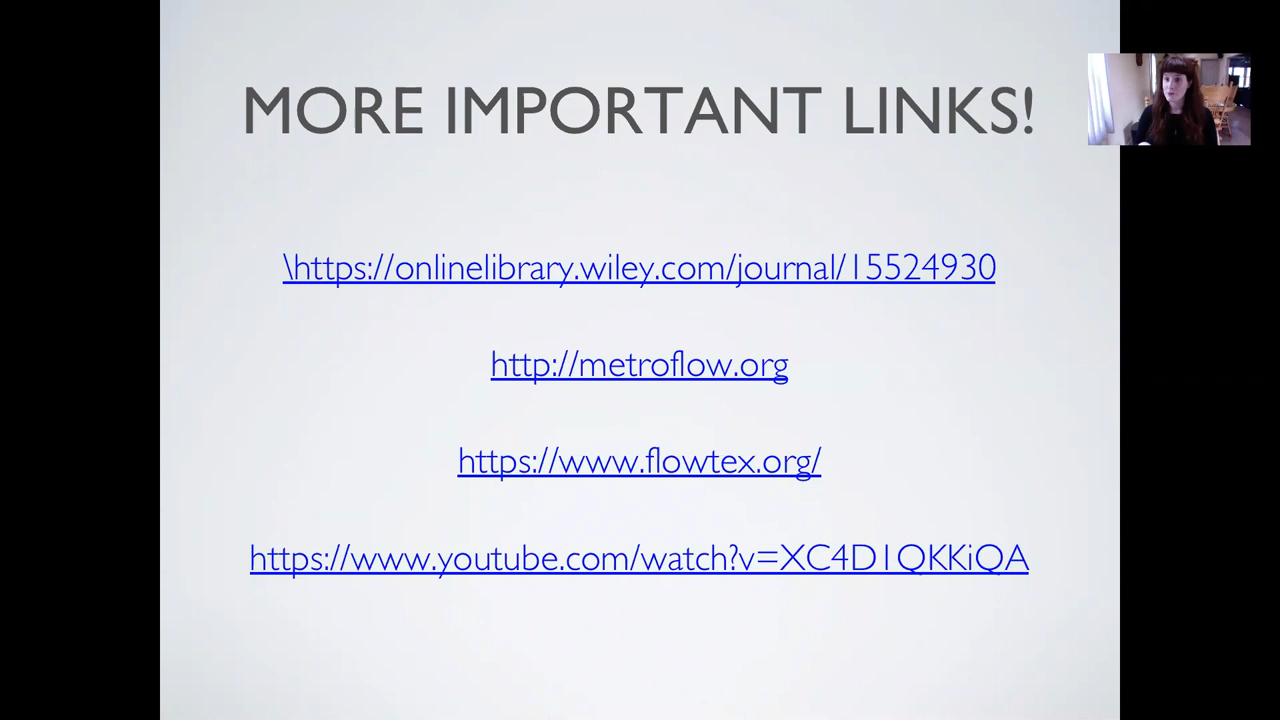 MORE IMPORTANT LINKS!
\https://onlinelibrary.wiley.com/journal/15524930
http://metroflow.org
https://www.flowtex.org/
https://www.youtube.com/watch?v=XC4D1QKKiQA